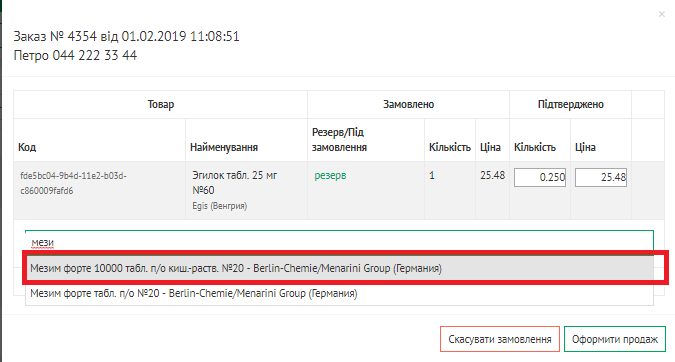 ×
Заказ № 4354 від 01.02.2019 11:08:51
Петро 044 222 33 44
Товар Замовлено Підтверджено
Код Найменування Резерв/Під замовлення Кількість Ціна Кількість Ціна
fde5bc04-9b4d-11e2-b03d-c860009fafd6 Эгилок табл. 25 мг №60 резерв 1 25.48 0.250 25.48
Egis (Венгрия)
мези
Мезим форте 10000 табл. п/о киш.-раств. №20 - Berlin-Chemie/Menarini Group (Германия)
Мезим форте табл. п/о №20 - Berlin-Chemie/Menarini Group (Германия)
Скасувати замовлення Оформити продаж